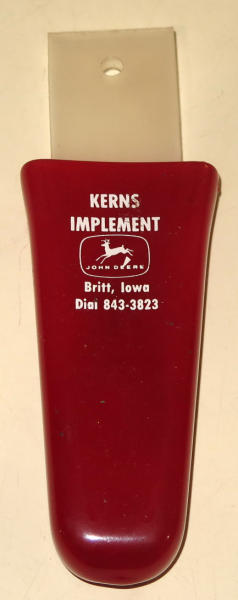 KERNS
IMPLEMENT
JOHN DEERE
Britt, Iowa
Dial 843-3823